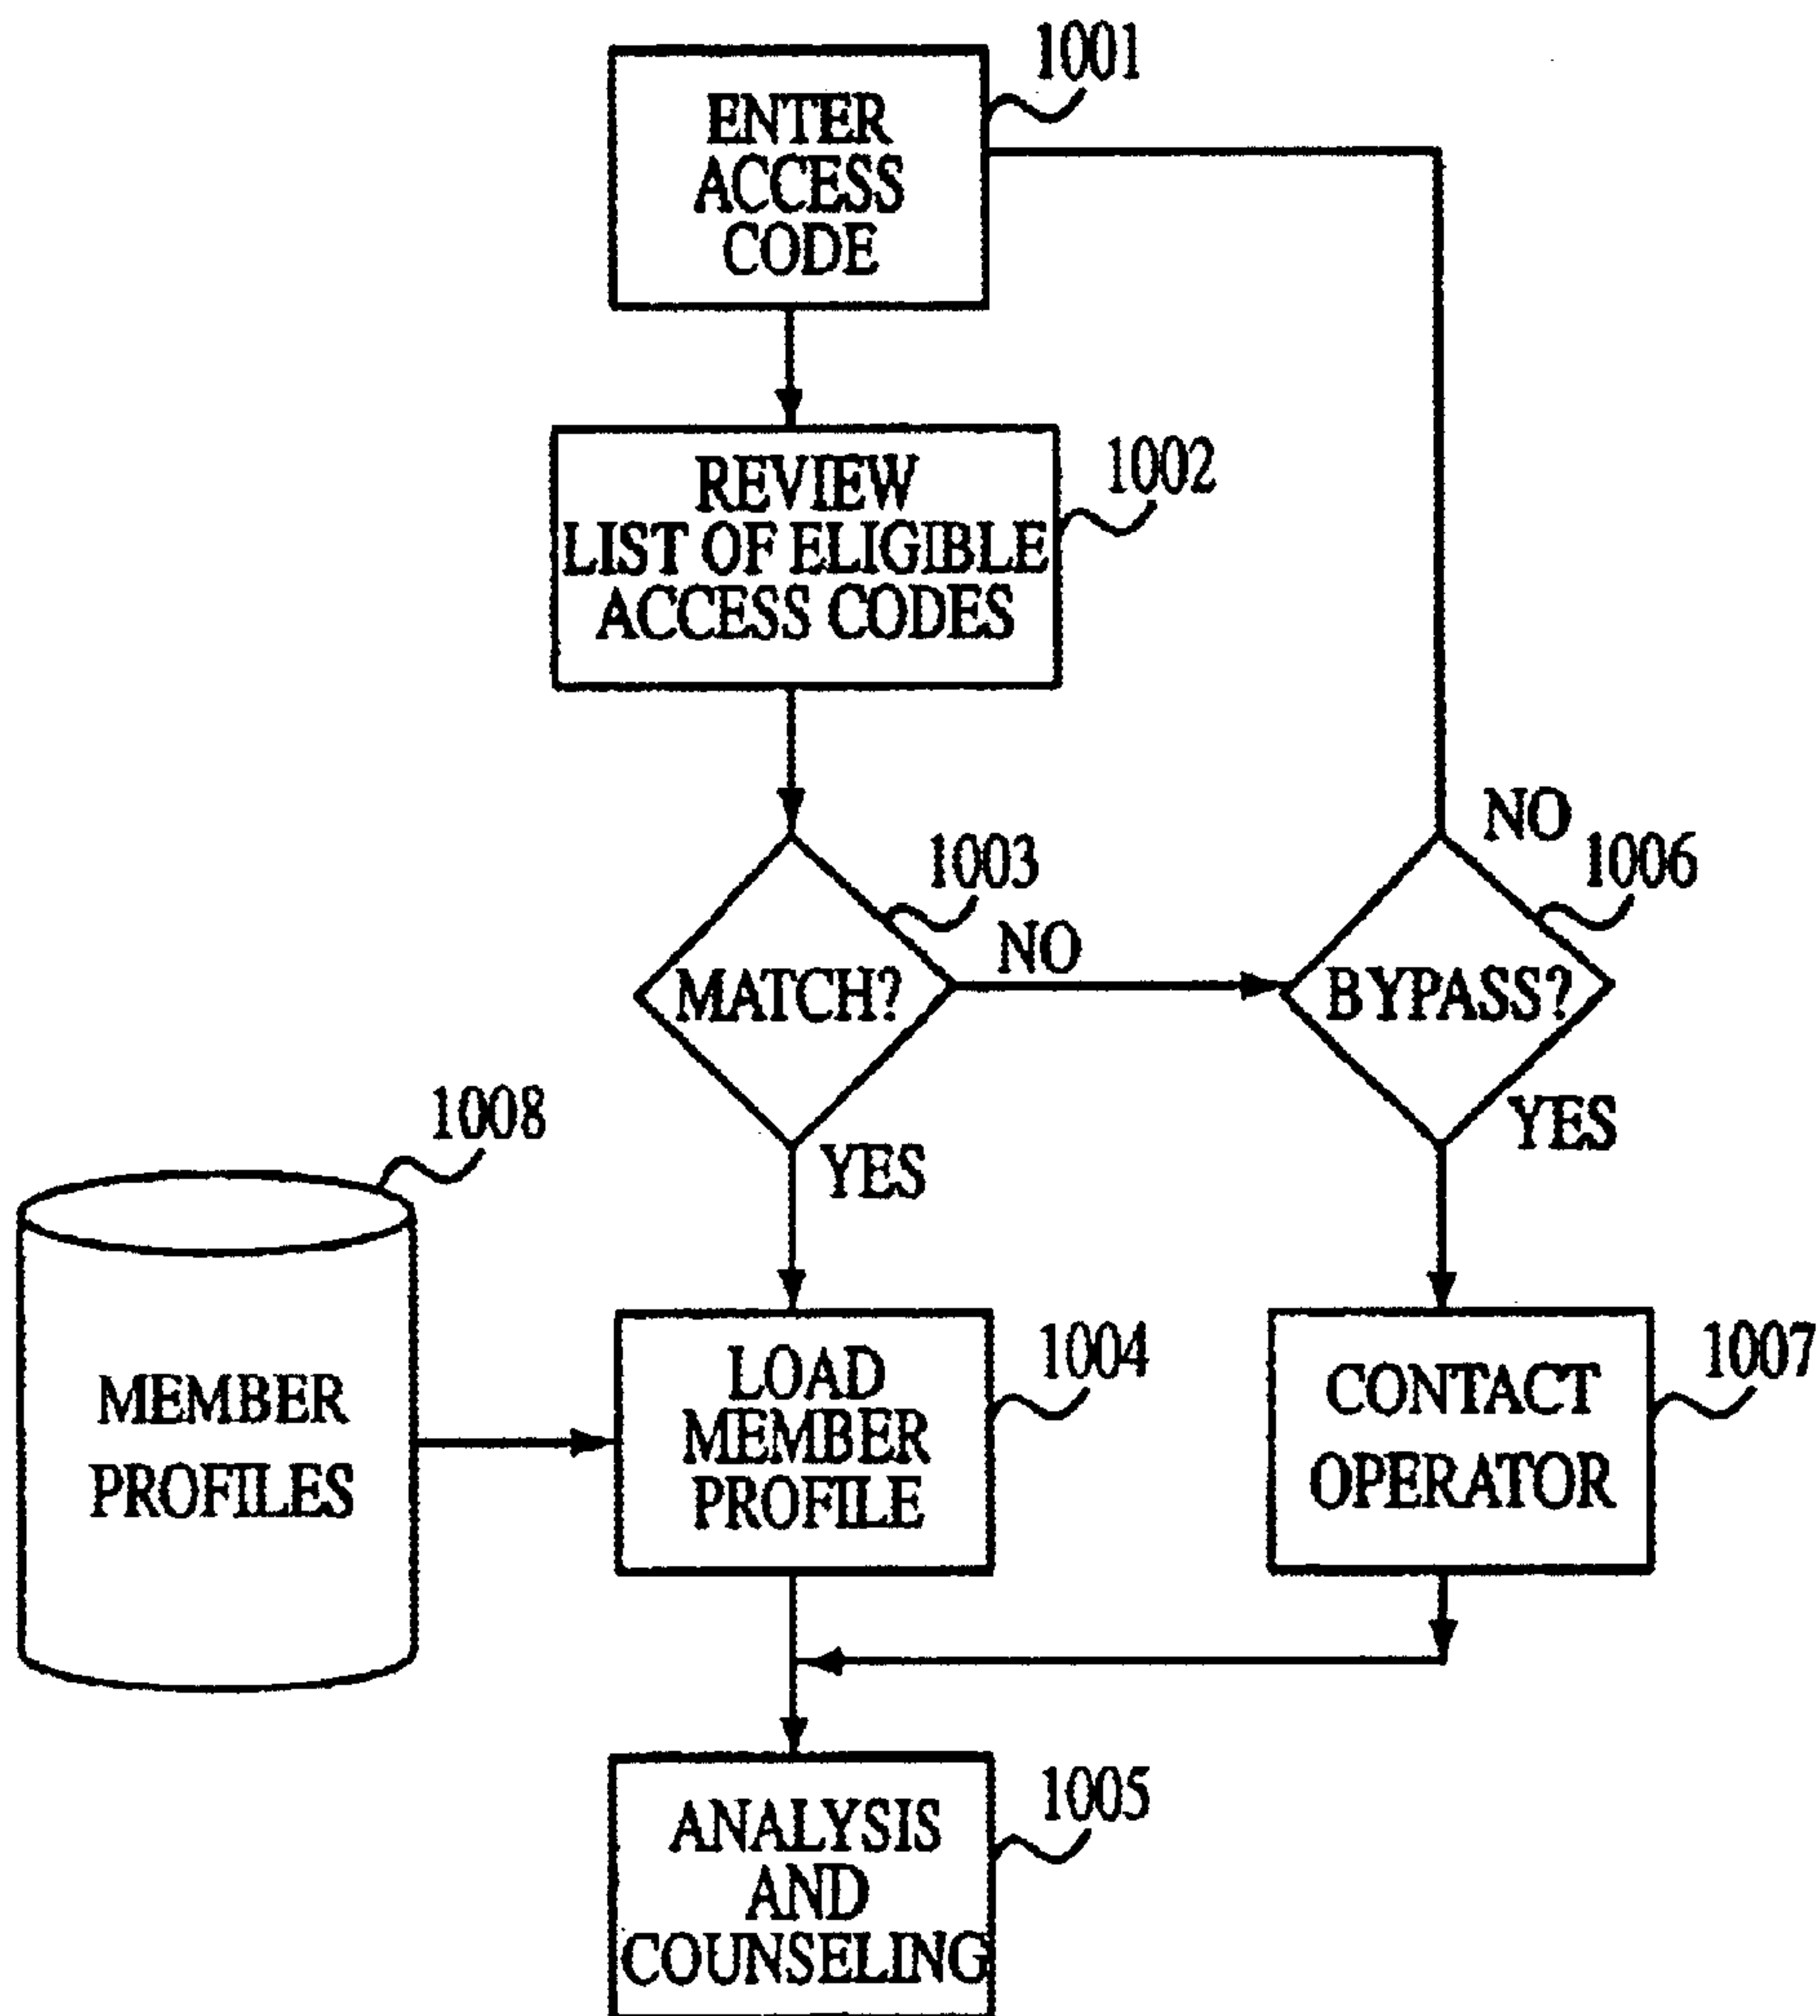 1001
ENTER
ACCESS
CODE
1002
REVIEW
LIST OF ELIGIBLE
ACCESS CODES
NO
1003
1006
NO
MATCH?
BYPASS?
1008
YES
YES
MEMBER
PROFILES
1004
LOAD
MEMBER
PROFILE
1007
CONTACT
OPERATOR
1005
ANALYSIS
AND
COUNSELING